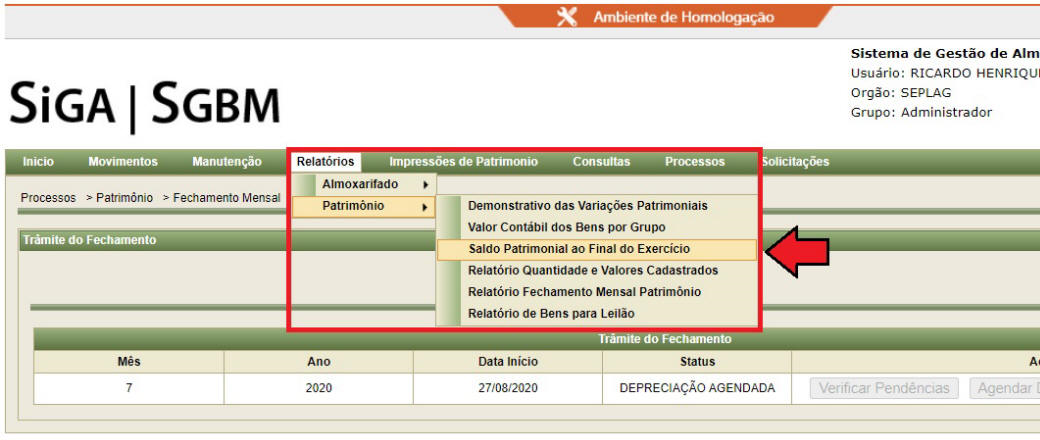 Ambiente de Homologação
Sistema de Gestão de Alm
Usuário: RICARDO HENRIQU
Orgão: SEPLAG
Grupo: Administrador
SiGA | SGBM
Inicio Movimentos Manutenção Relatórios Impressões de Patrimonio Consultas Processos Solicitações
Almoxarifado
Processos > Patrimônio > Fechamento Mensal
Patrimônio
Demonstrativo das Variações Patrimoniais
Valor Contábil dos Bens por Grupo
Trâmite do Fechamento
Saldo Patrimonial ao Final do Exercício
Relatório Quantidade e Valores Cadastrados
Relatório Fechamento Mensal Patrimônio
Relatório de Bens para Leilão
Trâmite do Fechamento
Mês Ano Data Início Status
7 2020 27/08/2020 DEPRECIAÇÃO AGENDADA Verificar Pendências Agendar